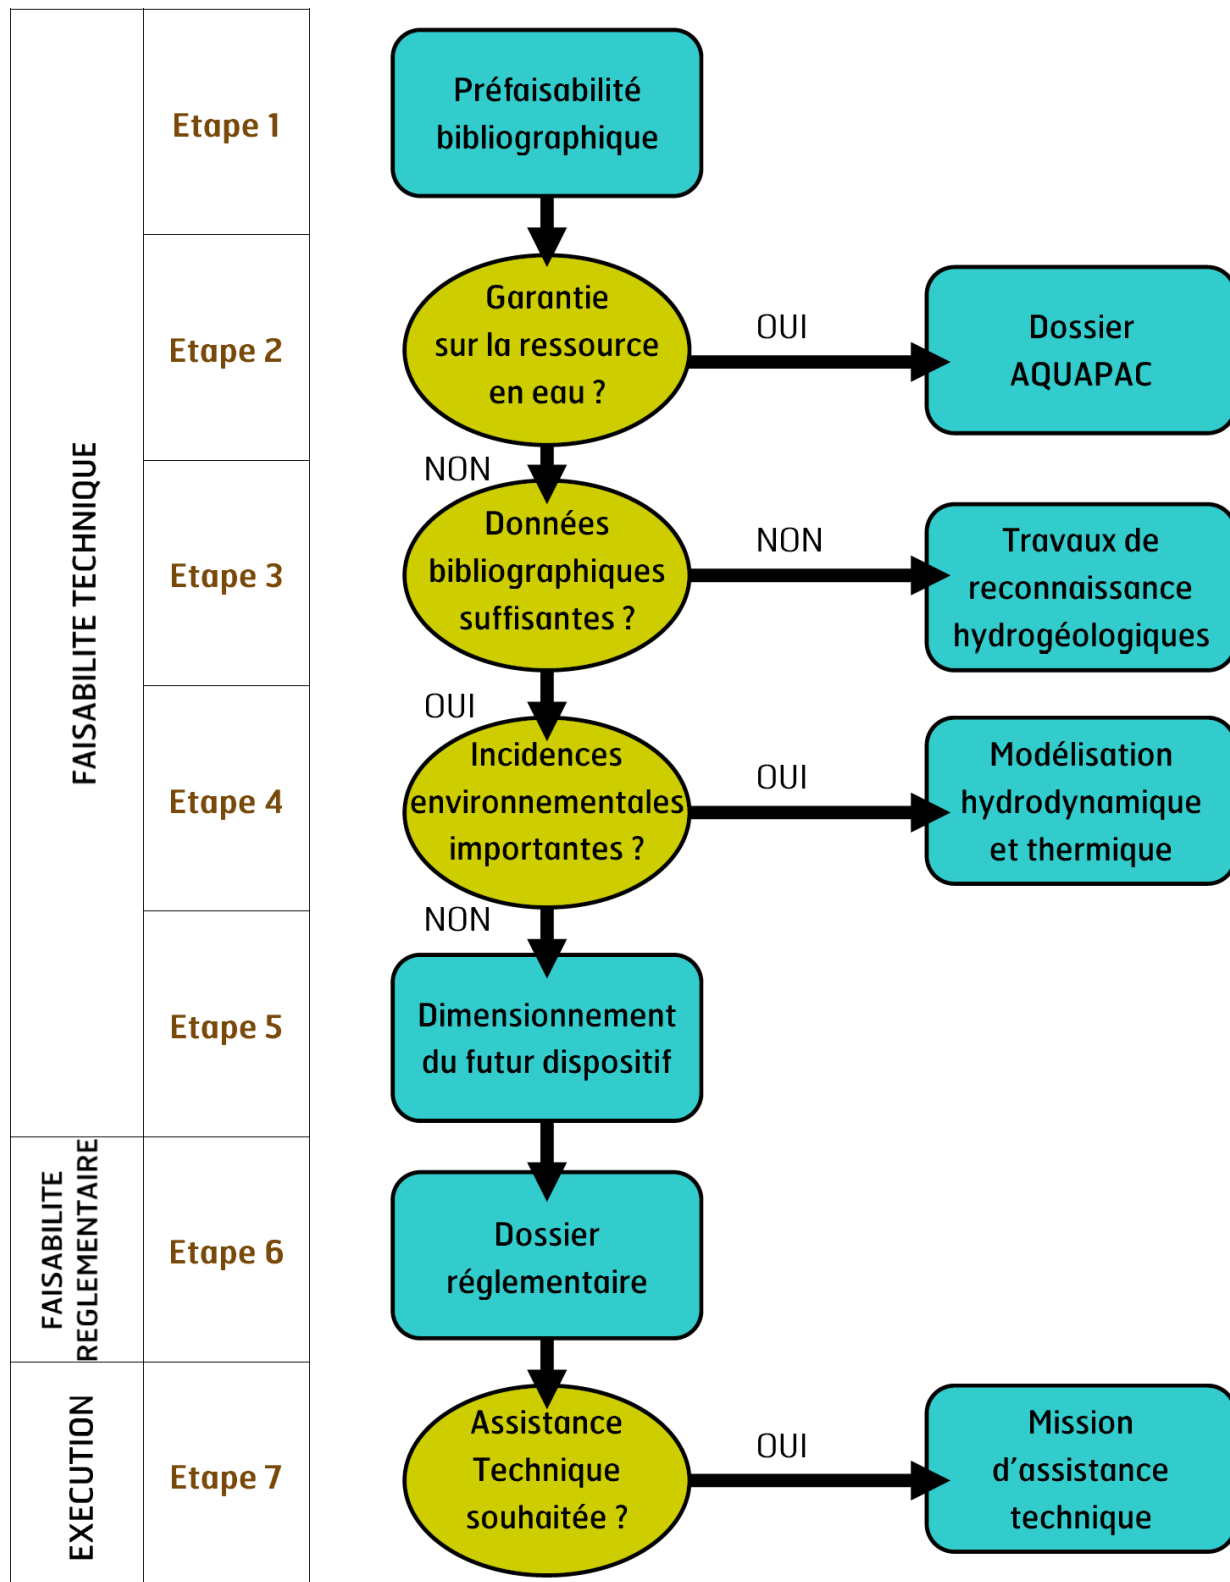 FAISABILITE TECHNIQUE
Etape 1
Préfaisabilité
bibliographique
Etape 2
Garantie
sur la ressource
en eau ?
OUI
Dossier
AQUAPAC
NON
Etape 3
Données
bibliographiques
suffisantes ?
NON
Travaux de
reconnaissance
hydrogéologiques
OUI
Etape 4
Incidences
environnementales
importantes ?
OUI
Modélisation
hydrodynamique
et thermique
NON
Etape 5
Dimensionnement
du futur dispositif
FAISABILITE
REGLEMENTAIRE
Etape 6
Dossier
réglementaire
EXECUTION
Etape 7
Assistance
Technique
souhaitée ?
OUI
Mission
d'assistance
technique